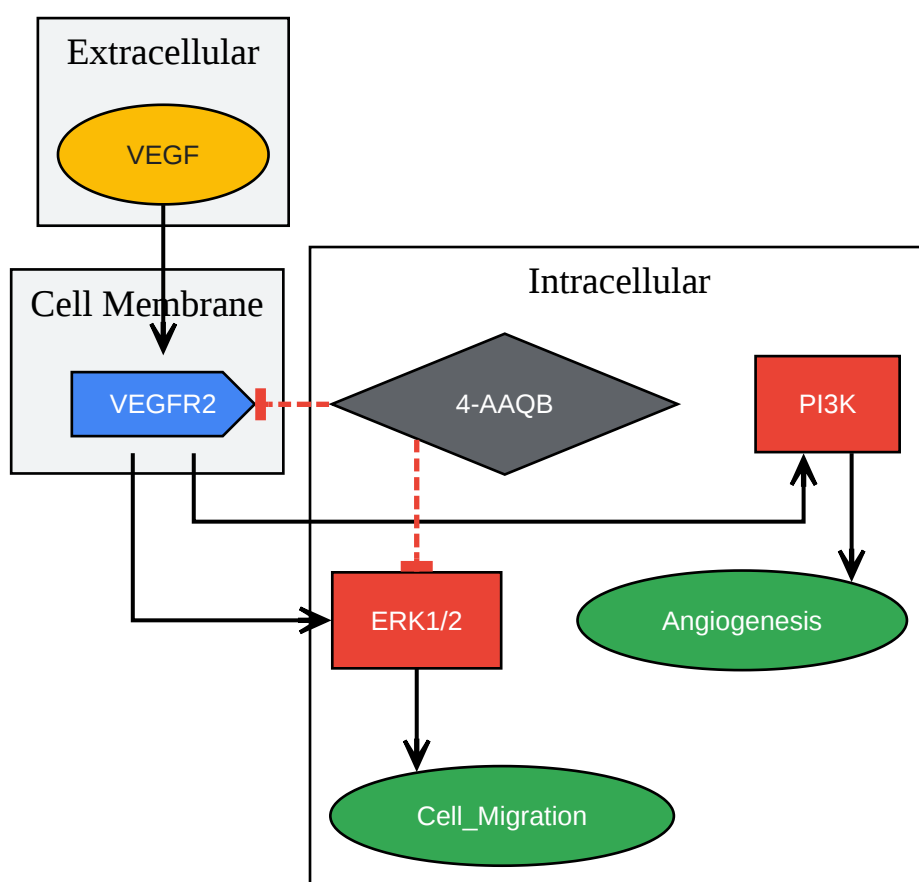 Extracellular
VEGF
Cell Membrane
Intracellular
VEGFR2
4-AAQB
PI3K
ERK1/2
Angiogenesis
Cell_Migration